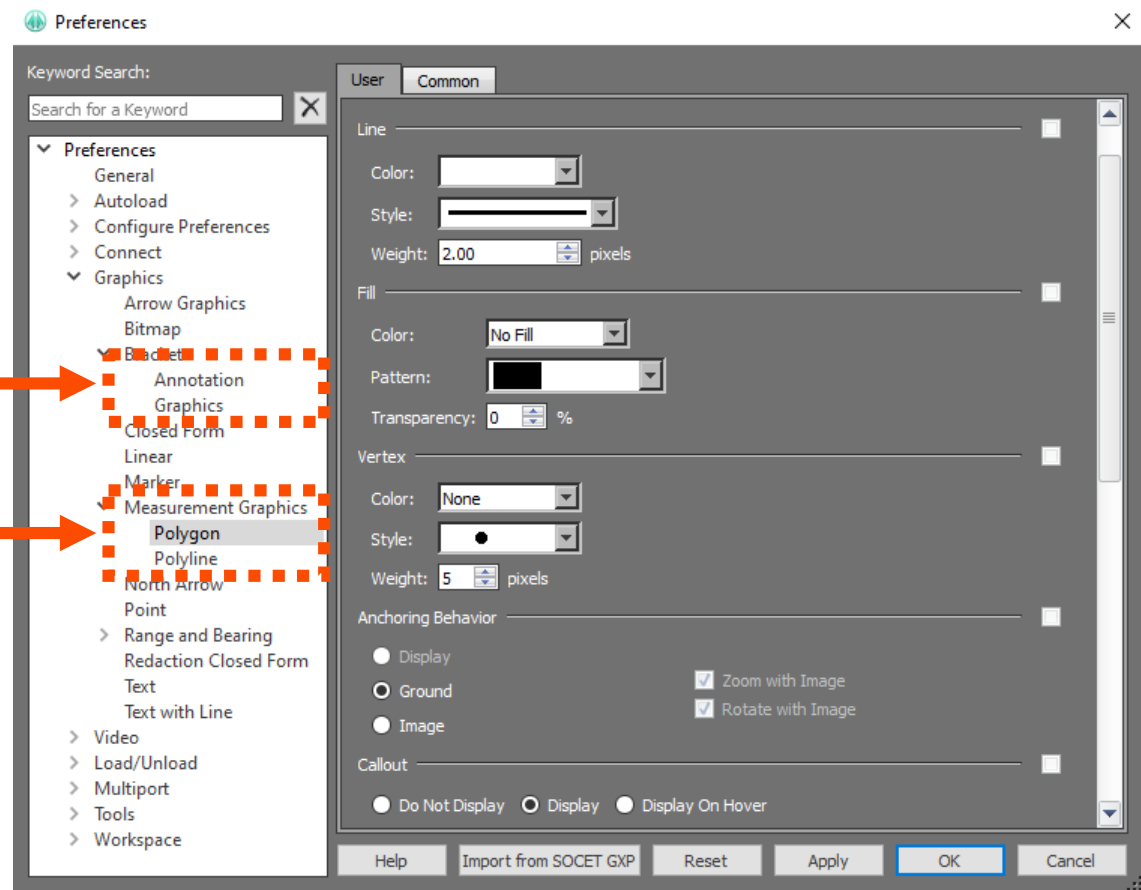 Preferences
Keyword Search:
Search for a Keyword
Preferences
General
Autoload
Configure Preferences
Connect
Graphics
Arrow Graphics
Bitmap
Bracket
Annotation
Graphics
Closed Form
Linear
Marker
Measurement Graphics
Polygon
Polyline
North Arrow
Point
Range and Bearing
Redaction Closed Form
Text
Text with Line
Video
Load/Unload
Multiport
Tools
Workspace
User Common
Line
Color:
Style:
Weight: 2.00 pixels
Fill
Color: No Fill
Pattern:
Transparency: 0 %
Vertex
Color: None
Style:
Weight: 5 pixels
Anchoring Behavior
Display
Ground
Image
Zoom with Image
Rotate with Image
Callout
Do Not Display Display Display On Hover
Help Import from SOCET GXP Reset Apply OK Cancel